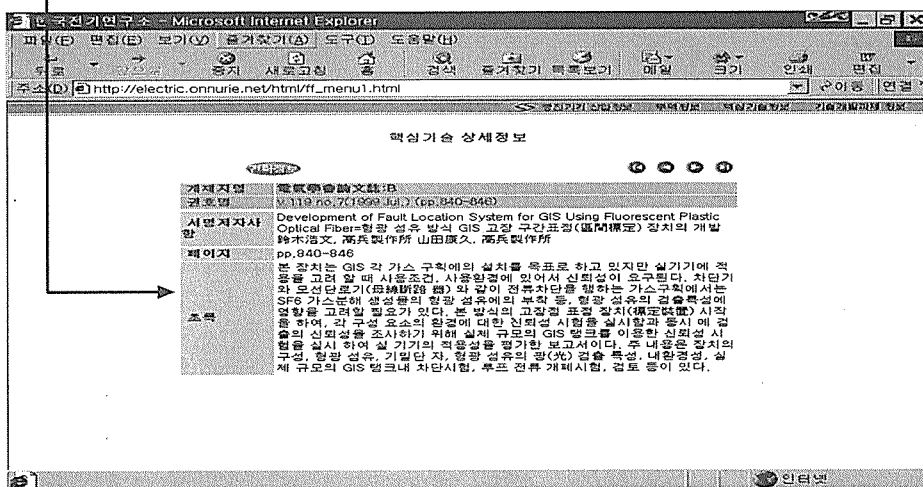 한국전기연구소 - Microsoft Internet Explorer
파일(F) 편집(E) 보기(V) 즐겨찾기(A) 도구(T) 도움말(H)
뒤로 앞으로 중지 새로고침 홈 검색 즐겨찾기 목록보기 메일 크기 인쇄 편집
주소(D) http://electric.onnurie.net/html/ff_menu1.html 이동 연결
핵심기술 상세정보
게재지명 電氣學會論文誌:B
권호명 v.119 no.7(1999 Jul.) (pp.840-846)
서명저자사항 Development of Fault Location System for GIS Using Fluorescent Plastic
Optical Fiber=형광 섬유 방식 GIS 고장 구간표정(區間標定) 장치의 개발
鈴木浩文, 高兵製作所 山田康久, 高兵製作所
페이지 pp.840-846
초록 본 장치는 GIS 각 가스 구획에의 설치를 목표로 하고 있지만 실기기에 적
용을 고려 할 때 사용조건, 사용환경에 있어서 신뢰성이 요구된다. 차단기
와 모선단로기(母線斷路 器) 와 같이 전류차단을 행하는 가스구획에서는
SF6 가스분해 생성물의 형광 섬유에의 부착 등, 형광 섬유의 검출특성에
영향을 고려할 필요가 있다. 본 방식의 고장점 표정 장치(標定裝置) 시작
을 하여, 각 구성 요소의 환경에 대한 신뢰성 시험을 실시함과 동시 에 검
출의 신뢰성을 조사하기 위해 실제 규모의 GIS 탱크를 이용한 신뢰성 시
험을 실시 하여 실 기기의 적용성을 평가한 보고서이다. 주 내용은 장치의
구성, 형광 섬유, 기밀단 자, 형광 섬유의 광(光) 검출 특성, 내환경성, 실
제 규모의 GIS 탱크내 차단시험, 루프 전류 개폐시험, 검토 등이 있다.
인터넷